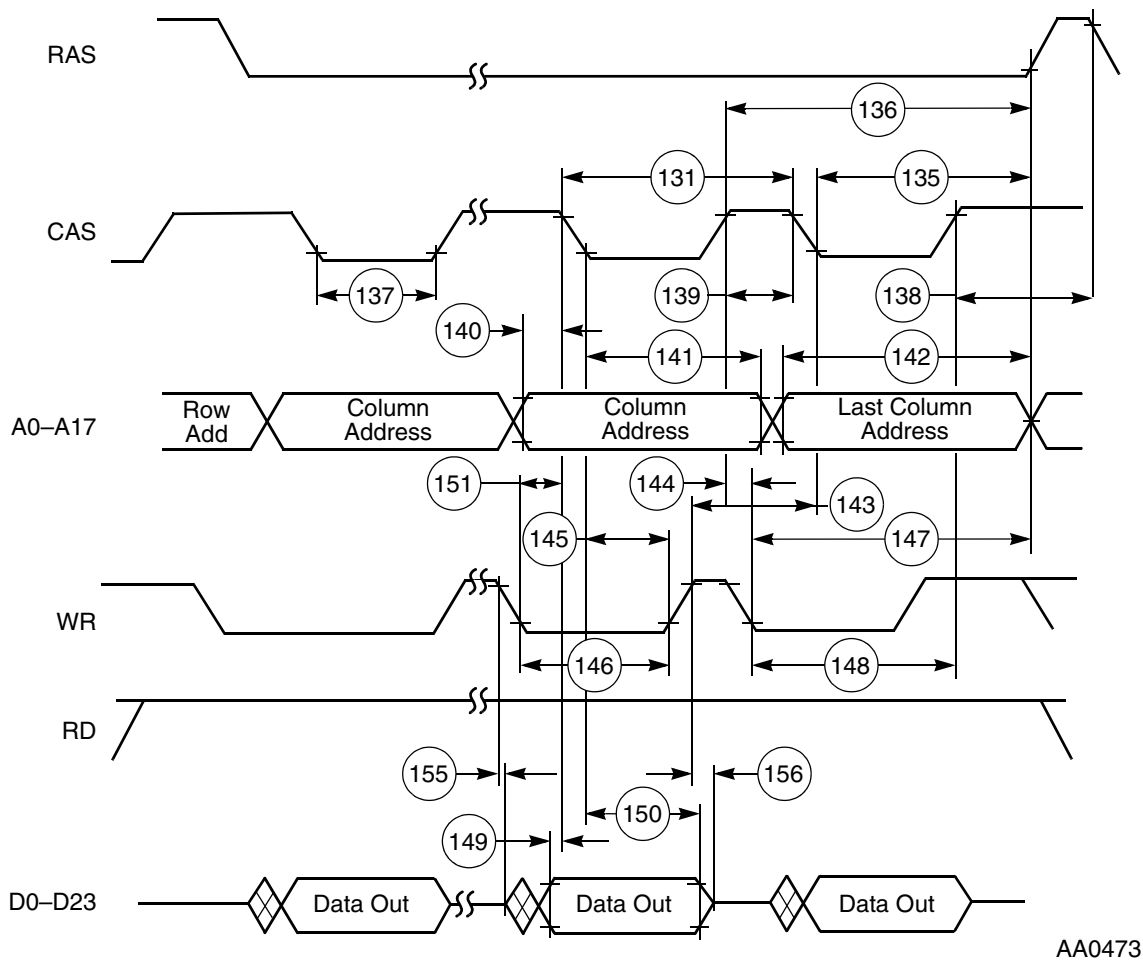 RAS
136
131
135
CAS
137
139
138
140
141
142
A0–A17
Row
Add
Column
Address
Column
Address
Last Column
Address
151
144
143
145
147
WR
146
148
RD
155
156
150
149
D0–D23
Data Out
Data Out
Data Out
AA0473